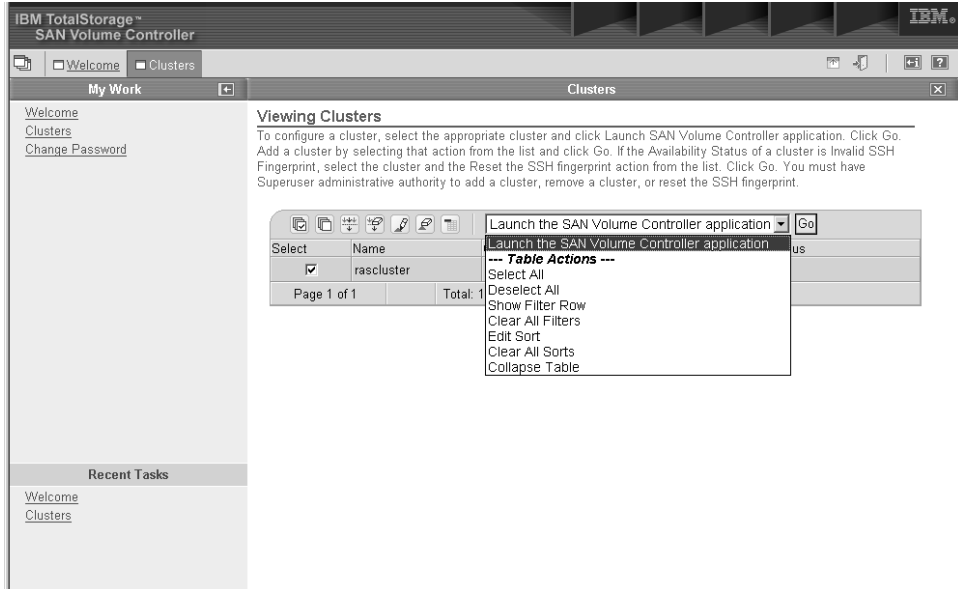 IBM TotalStorage™
SAN Volume Controller
IBM®
Welcome
Clusters
?
My Work
Clusters
Welcome
Clusters
Change Password
Viewing Clusters
To configure a cluster, select the appropriate cluster and click Launch SAN Volume Controller application. Click Go.
Add a cluster by selecting that action from the list and click Go. If the Availability Status of a cluster is Invalid SSH
Fingerprint, select the cluster and the Reset the SSH fingerprint action from the list. Click Go. You must have
Superuser administrative authority to add a cluster, remove a cluster, or reset the SSH fingerprint.
Launch the SAN Volume Controller application Go
Select Name
rascluster
Page 1 of 1 Total: 1
Launch the SAN Volume Controller application
--- Table Actions ---
Select All
Deselect All
Show Filter Row
Clear All Filters
Edit Sort
Clear All Sorts
Collapse Table
Recent Tasks
Welcome
Clusters